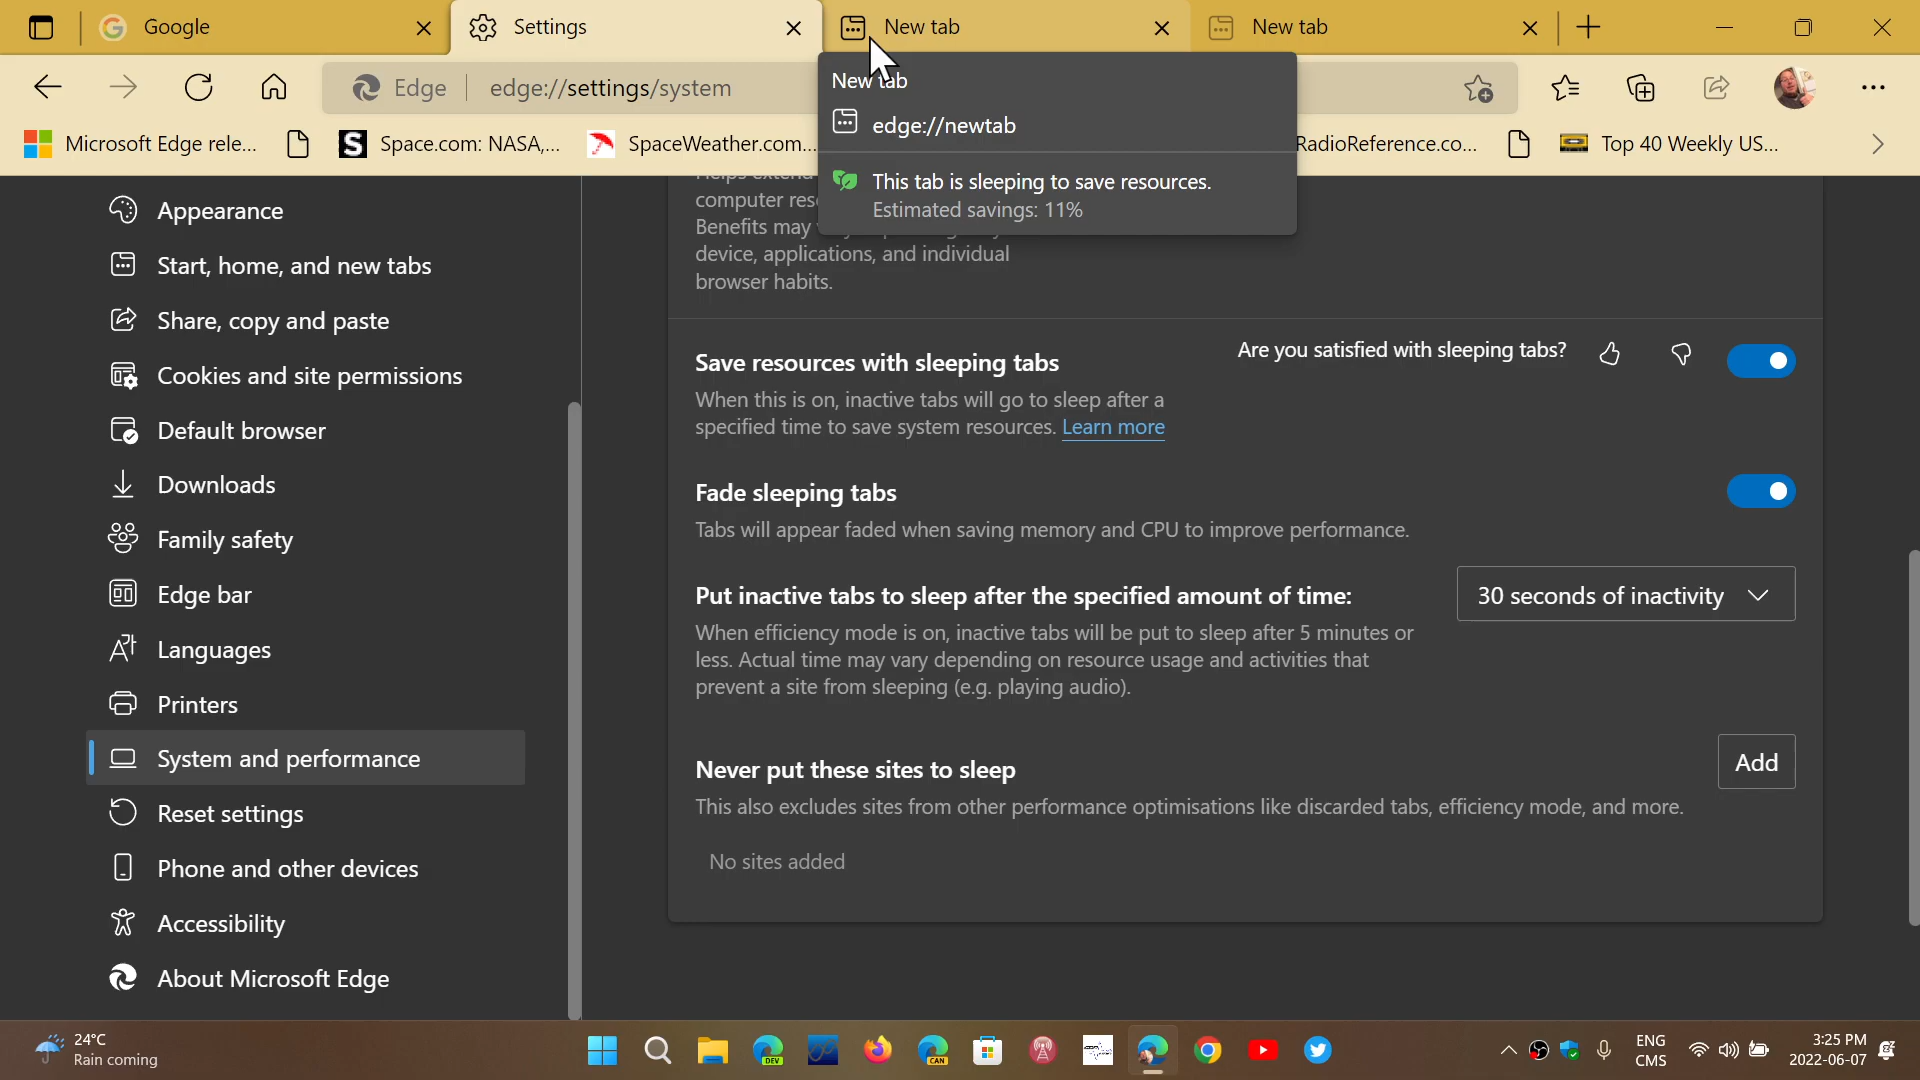 Google
Settings
New tab
New tab
Edge
edge://settings/system
New tab
edge://newtab
This tab is sleeping to save resources.
Estimated savings: 11%
Microsoft Edge rele...
Space.com: NASA,...
SpaceWeather.com...
RadioReference.co...
Top 40 Weekly US...
Appearance
Start, home, and new tabs
Share, copy and paste
Cookies and site permissions
Default browser
Downloads
Family safety
Edge bar
Languages
Printers
System and performance
Reset settings
Phone and other devices
Accessibility
About Microsoft Edge
computer
Benefits may
device, applications, and individual
browser habits.
Save resources with sleeping tabs
Are you satisfied with sleeping tabs?
When this is on, inactive tabs will go to sleep after a
specified time to save system resources. Learn more
Fade sleeping tabs
Tabs will appear faded when saving memory and CPU to improve performance.
Put inactive tabs to sleep after the specified amount of time:
30 seconds of inactivity
When efficiency mode is on, inactive tabs will be put to sleep after 5 minutes or
less. Actual time may vary depending on resource usage and activities that
prevent a site from sleeping (e.g. playing audio).
Never put these sites to sleep
Add
This also excludes sites from other performance optimisations like discarded tabs, efficiency mode, and more.
No sites added
24°C
Rain coming
DEV
CAN
ENG
CMS
3:25 PM
2022-06-07